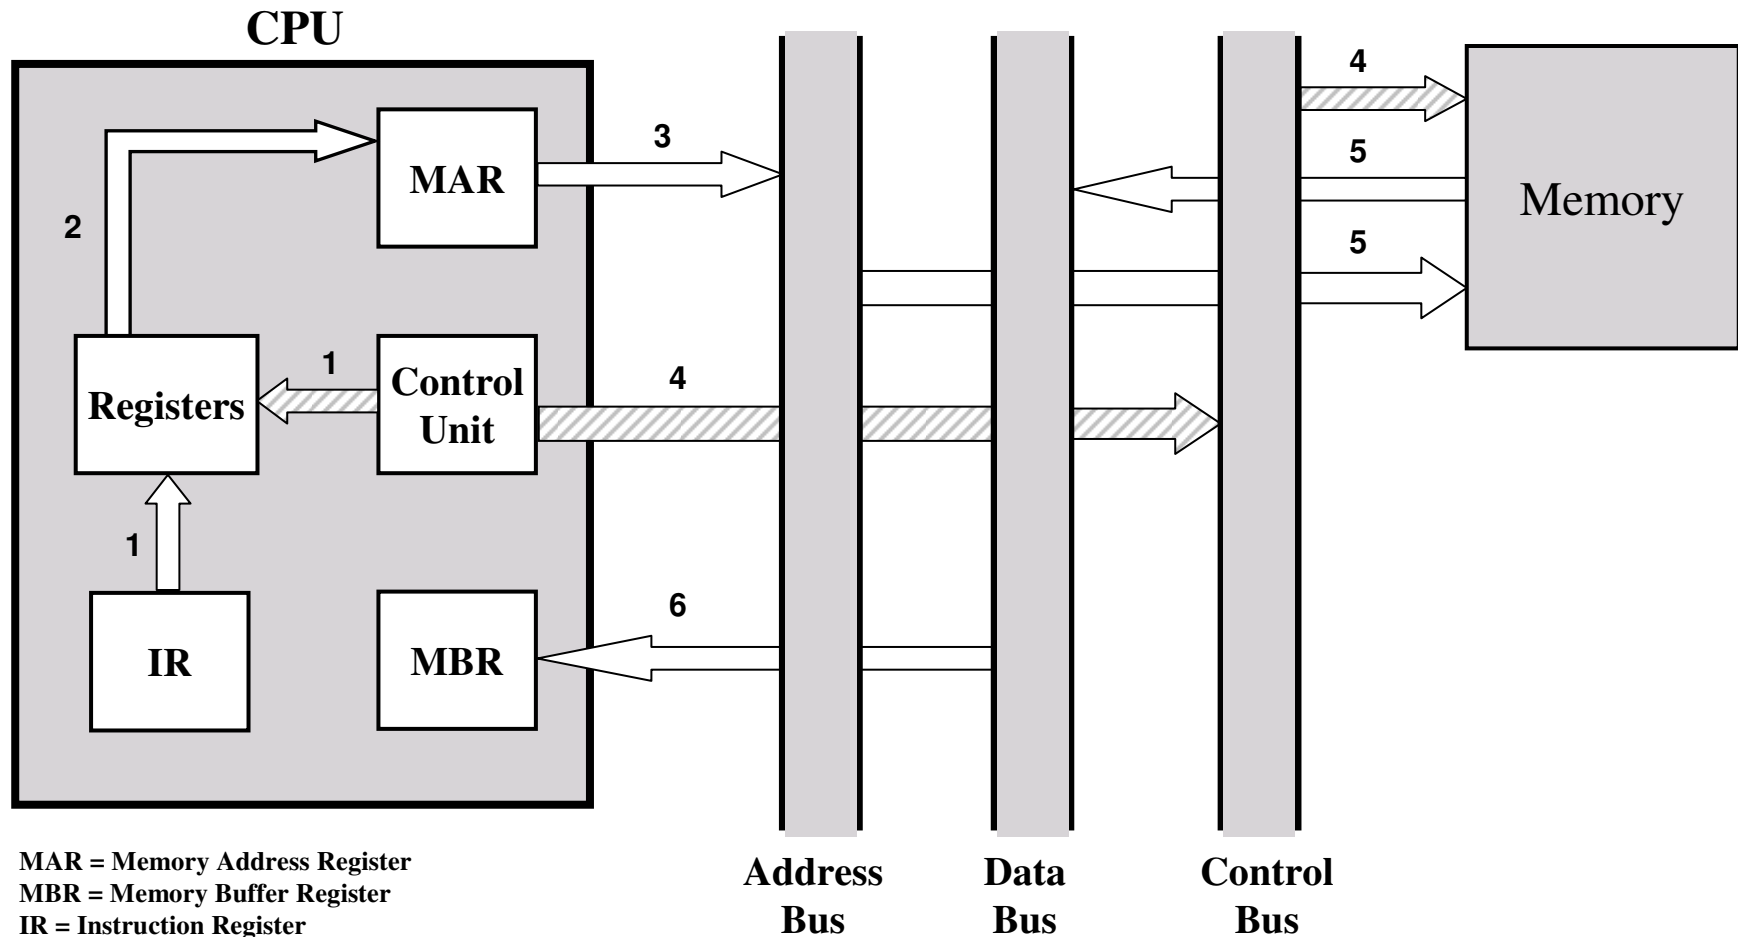 CPU
4
3
5
MAR
Memory
2
5
1
Control
Unit
4
Registers
1
6
IR
MBR
MAR = Memory Address Register
MBR = Memory Buffer Register
IR = Instruction Register
Address
Bus
Data
Bus
Control
Bus